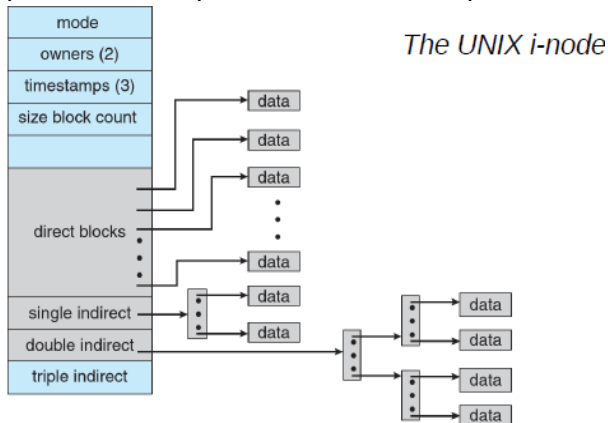 The UNIX i-node
mode
owners (2)
timestamps (3)
size block count
direct blocks
single indirect
double indirect
triple indirect
data
data
data
data
data
data
data
data
data
data